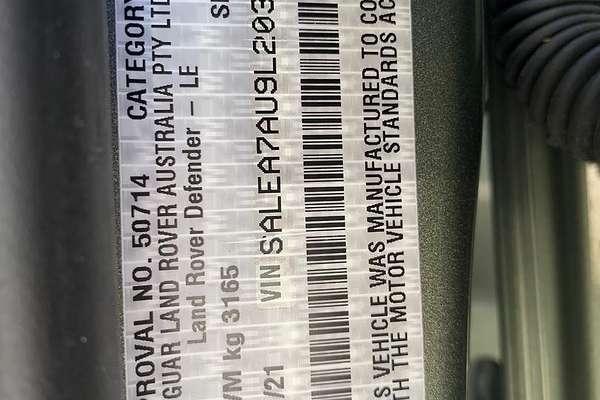 PROVAL NO. 50714 CATEGORY
GUAR LAND ROVER AUSTRALIA PTY LTD
Land Rover Defender - LE
VM kg 3165 SE
/21 VIN SALEA7AU9L203
S VEHICLE WAS MANUFACTURED TO CO
TH THE MOTOR VEHICLE STANDARDS AC